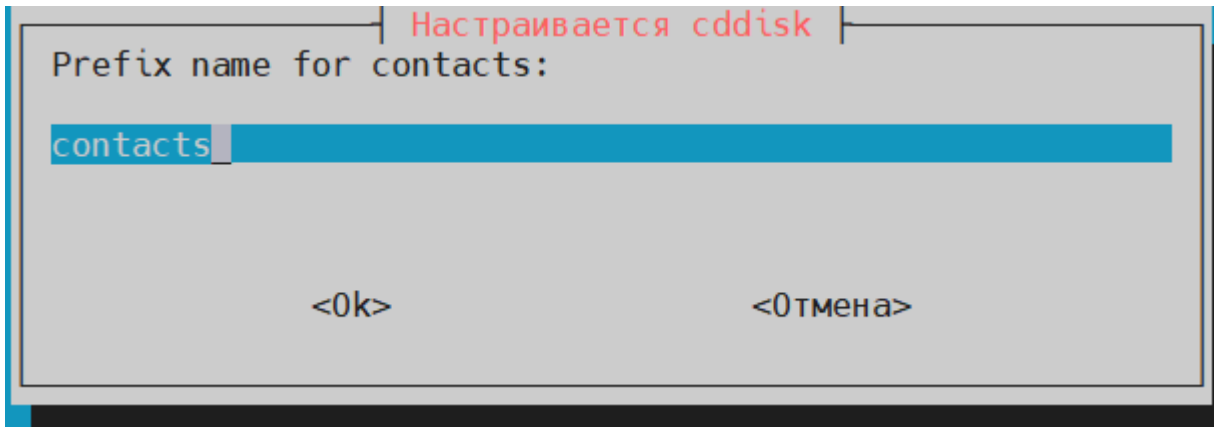 Настраивается cddisk
Prefix name for contacts:
contacts
<Ok>
<Отмена>